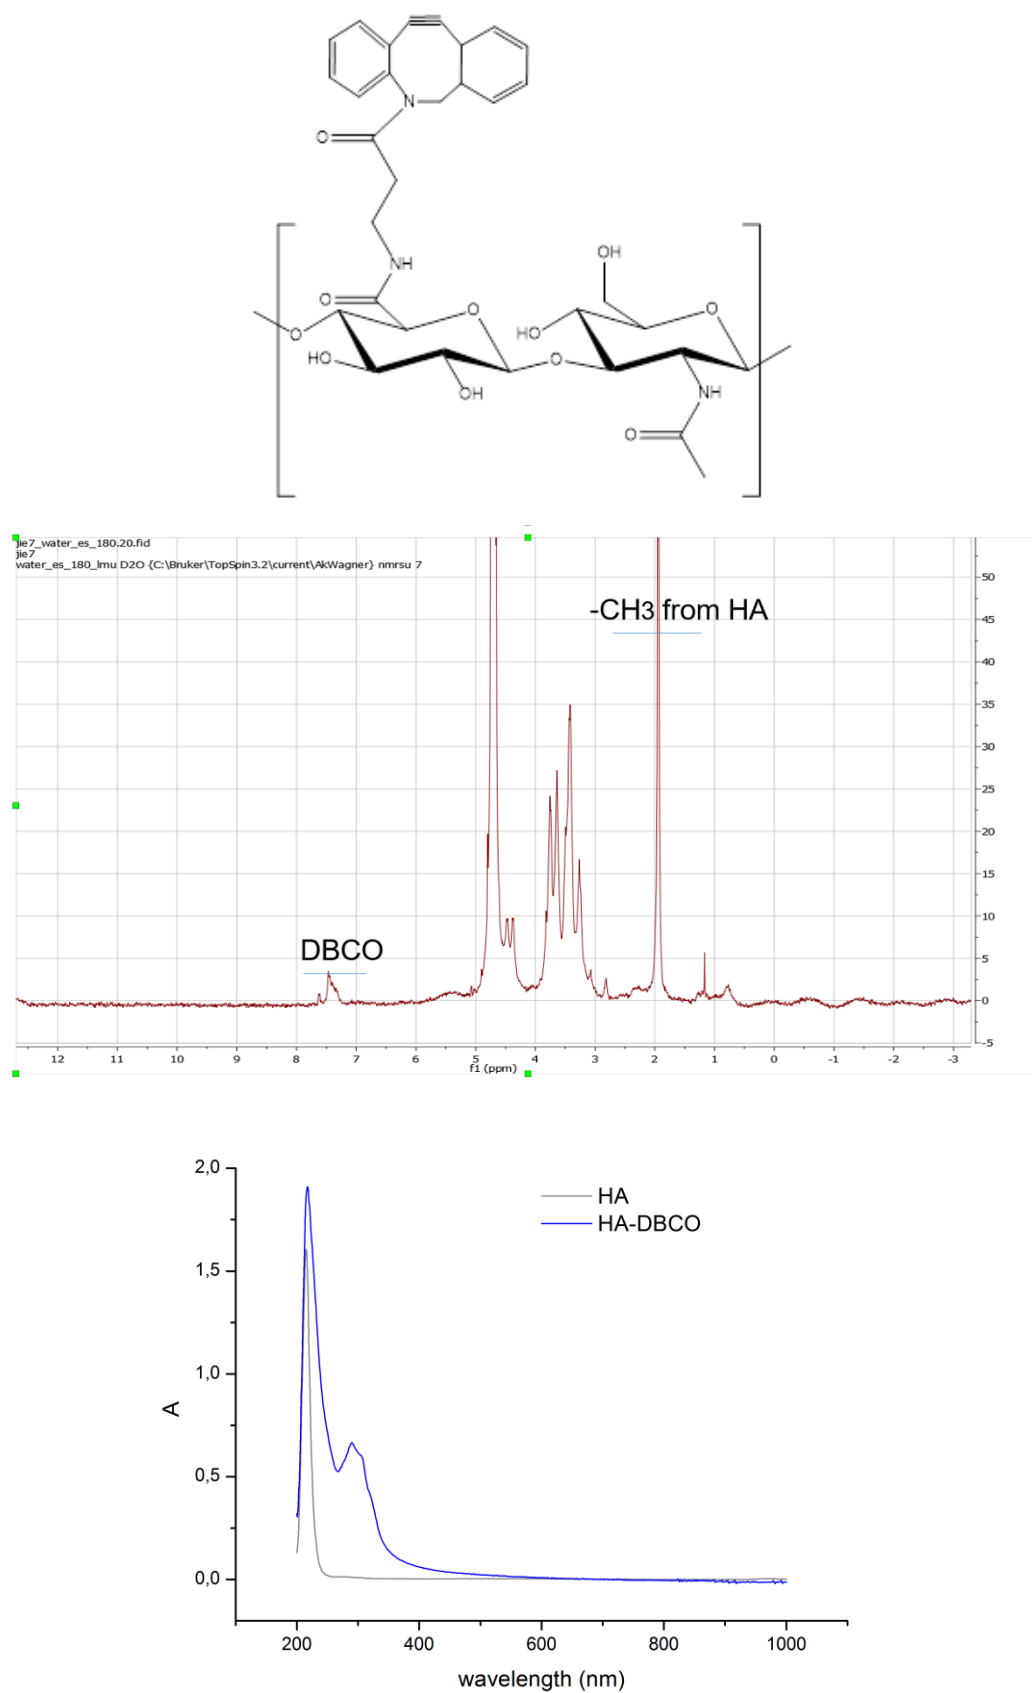 N
O
NH
O
OH
O
O
O
HO
HO
O
OH
NH
O
jie7_water_es_180.20.fid
jie7
water_es_180_lmu D2O {C:\Bruker\TopSpin3.2\current\AkWagner} nmrsu 7
-CH3 from HA
DBCO
50
45
40
35
30
25
20
15
10
5
0
-5
12 11 10 9 8 7 6 5 4 3 2 1 0 -1 -2 -3
f1 (ppm)
2,0
1,5
1,0
0,5
0,0
A
HA
HA-DBCO
200 400 600 800 1000
wavelength (nm)